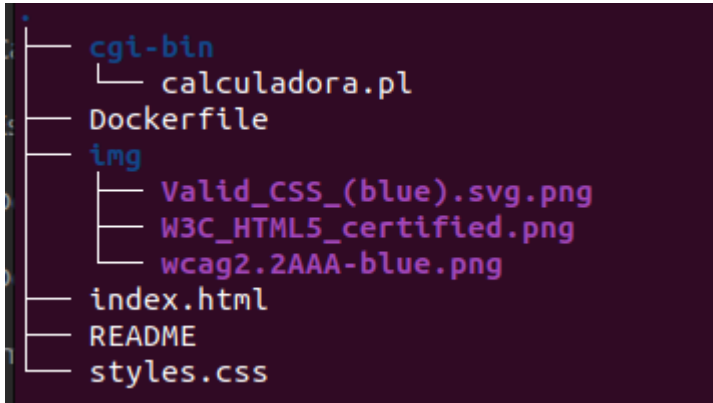 .
cgi-bin
calculadora.pl
Dockerfile
img
Valid_CSS_(blue).svg.png
W3C_HTML5_certified.png
wcag2.2AAA-blue.png
index.html
README
styles.css